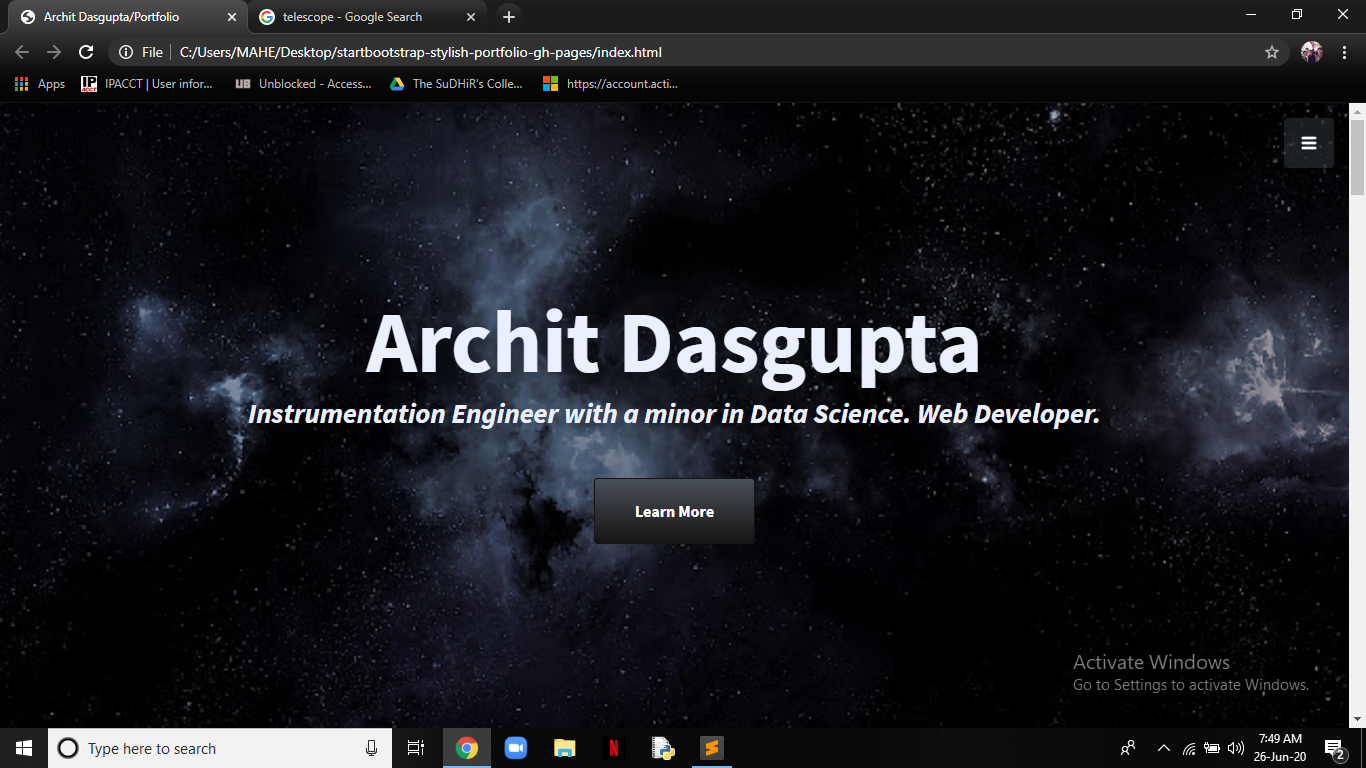 Archit Dasgupta/Portfolio
telescope - Google Search
File
C:/Users/MAHE/Desktop/startbootstrap-stylish-portfolio-gh-pages/index.html
Apps
IP
ACCT
IPACCT | User infor...
UB
Unblocked - Access...
The SuDHiR's Colle...
https://account.acti...
Archit Dasgupta
Instrumentation Engineer with a minor in Data Science. Web Developer.
Learn More
Activate Windows
Go to Settings to activate Windows.
Type here to search
N
7:49 AM
26-Jun-20
2